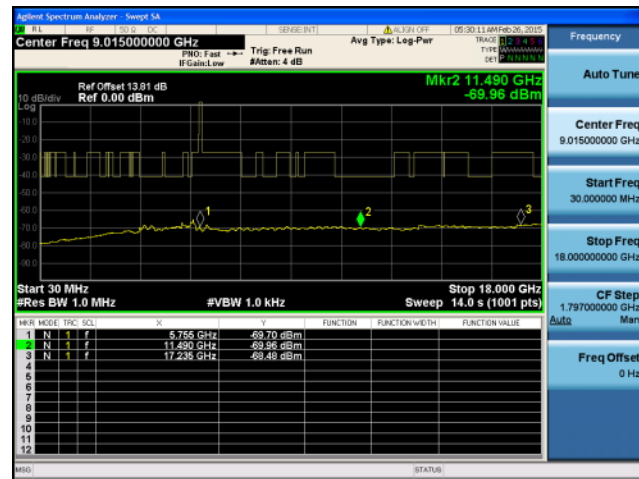 Agilent Spectrum Analyzer - Swept SA
RL RF 50 Ω DC SENSE:INT ALIGN OFF 05:30:11 AM Feb 26, 2015
Center Freq 9.015000000 GHz Avg Type: Log-Pwr TRACE 1 2 3 4 5 6
PNO: Fast Trig: Free Run TYPE
IFGain:Low #Atten: 4 dB DET P N N N N N
Mkr2 11.490 GHz
Ref Offset 13.81 dB
10 dB/div Ref 0.00 dBm -69.96 dBm
Log
-10.0
-20.0
-30.0
-40.0
-50.0
-60.0
-70.0
-80.0
-90.0
1
2
3
Start 30 MHz Stop 18.000 GHz
#Res BW 1.0 MHz #VBW 1.0 kHz Sweep 14.0 s (1001 pts)
MKR MODE TRC SCL X Y FUNCTION FUNCTION WIDTH FUNCTION VALUE
1 N 1 f 5.755 GHz -69.70 dBm
2 N 1 f 11.490 GHz -69.96 dBm
3 N 1 f 17.235 GHz -68.48 dBm
4
5
6
7
8
9
10
11
12
MSG STATUS
Frequency
Auto Tune
Center Freq
9.015000000 GHz
Start Freq
30.000000 MHz
Stop Freq
18.000000000 GHz
CF Step
1.797000000 GHz
Auto Man
Freq Offset
0 Hz